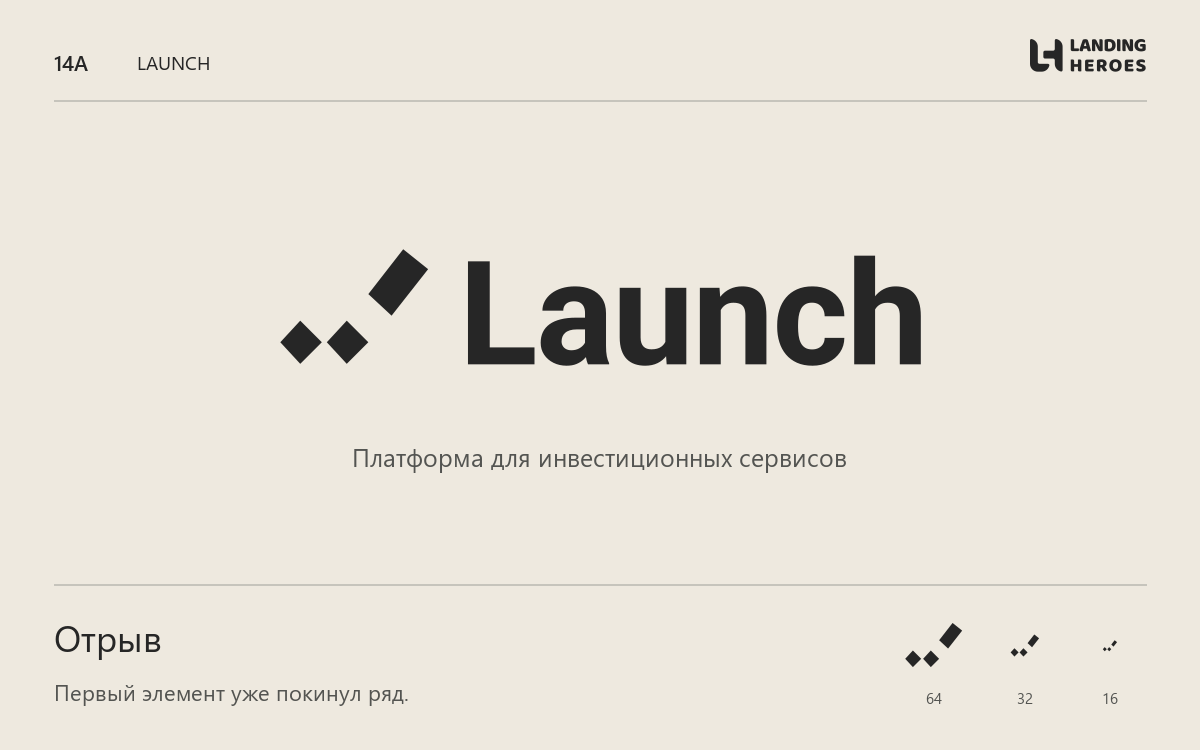 14A LAUNCH
LANDING
HEROES
Launch
Платформа для инвестиционных сервисов
Отрыв
Первый элемент уже покинул ряд.
64 32 16